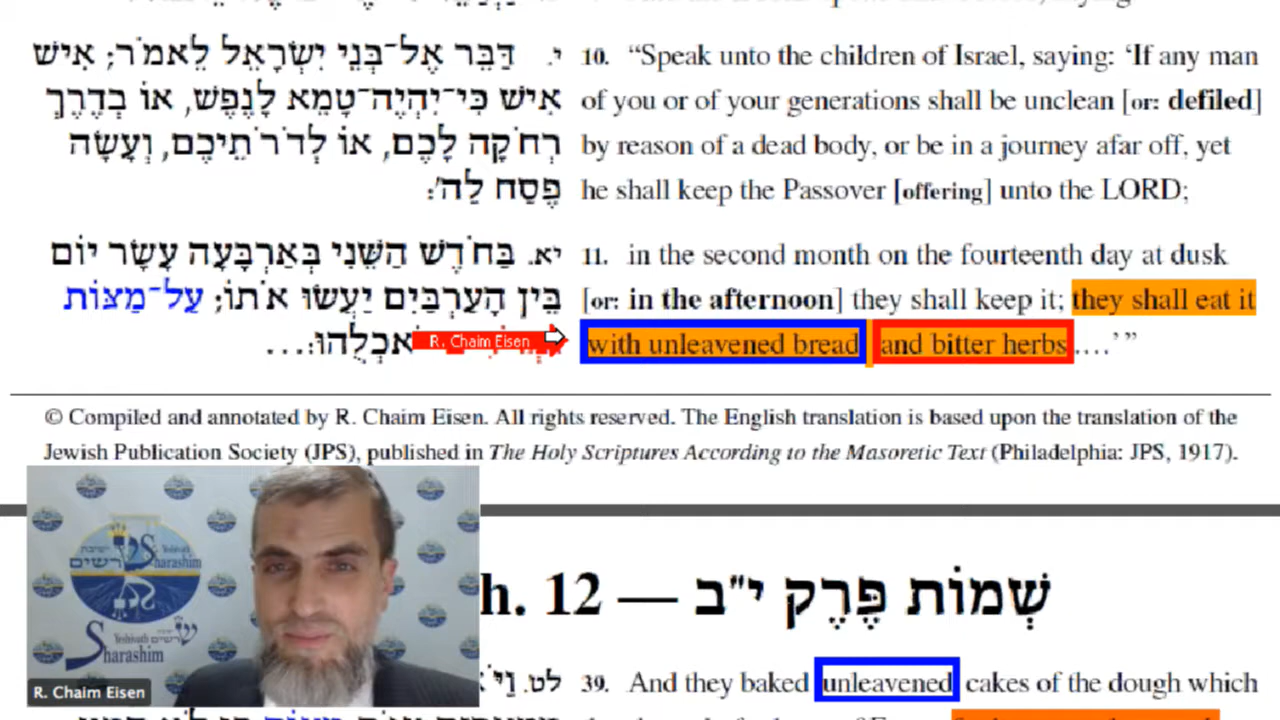 י. דַּבֵּר אֶל־בְּנֵי יִשְׂרָאֵל לֵאמֹר; אִישׁ
אִישׁ כִּי־יִהְיֶה־טָמֵא לָנֶפֶשׁ, אוֹ בְדֶרֶךְ
רְחֹקָה לָכֶם, אוֹ לְדֹרֹתֵיכֶם, וְעָשָׂה
פֶּסַח לַה':
10. “Speak unto the children of Israel, saying: ‘If any man
of you or of your generations shall be unclean [or: defiled]
by reason of a dead body, or be in a journey afar off, yet
he shall keep the Passover [offering] unto the LORD;
יא. בַּחֹדֶשׁ הַשֵּׁנִי בְּאַרְבָּעָה עָשָׂר יוֹם
בֵּין הָעַרְבַּיִם יַעֲשׂוּ אֹתוֹ; עַל־מַצּוֹת
R. Chaim Eisen
יֹאכְלֻהוּ:...
11. in the second month on the fourteenth day at dusk
[or: in the afternoon] they shall keep it; they shall eat it
with unleavened bread and bitter herbs....’”
© Compiled and annotated by R. Chaim Eisen. All rights reserved. The English translation is based upon the translation of the
Jewish Publication Society (JPS), published in The Holy Scriptures According to the Masoretic Text (Philadelphia: JPS, 1917).
h. 12 — שְׁמוֹת פֶּרֶק י"ב
לט.
39. And they baked unleavened cakes of the dough which
ישיבת
שרשים
Yeshivath
Sharashim
Yeshivath
Sharashim
R. Chaim Eisen